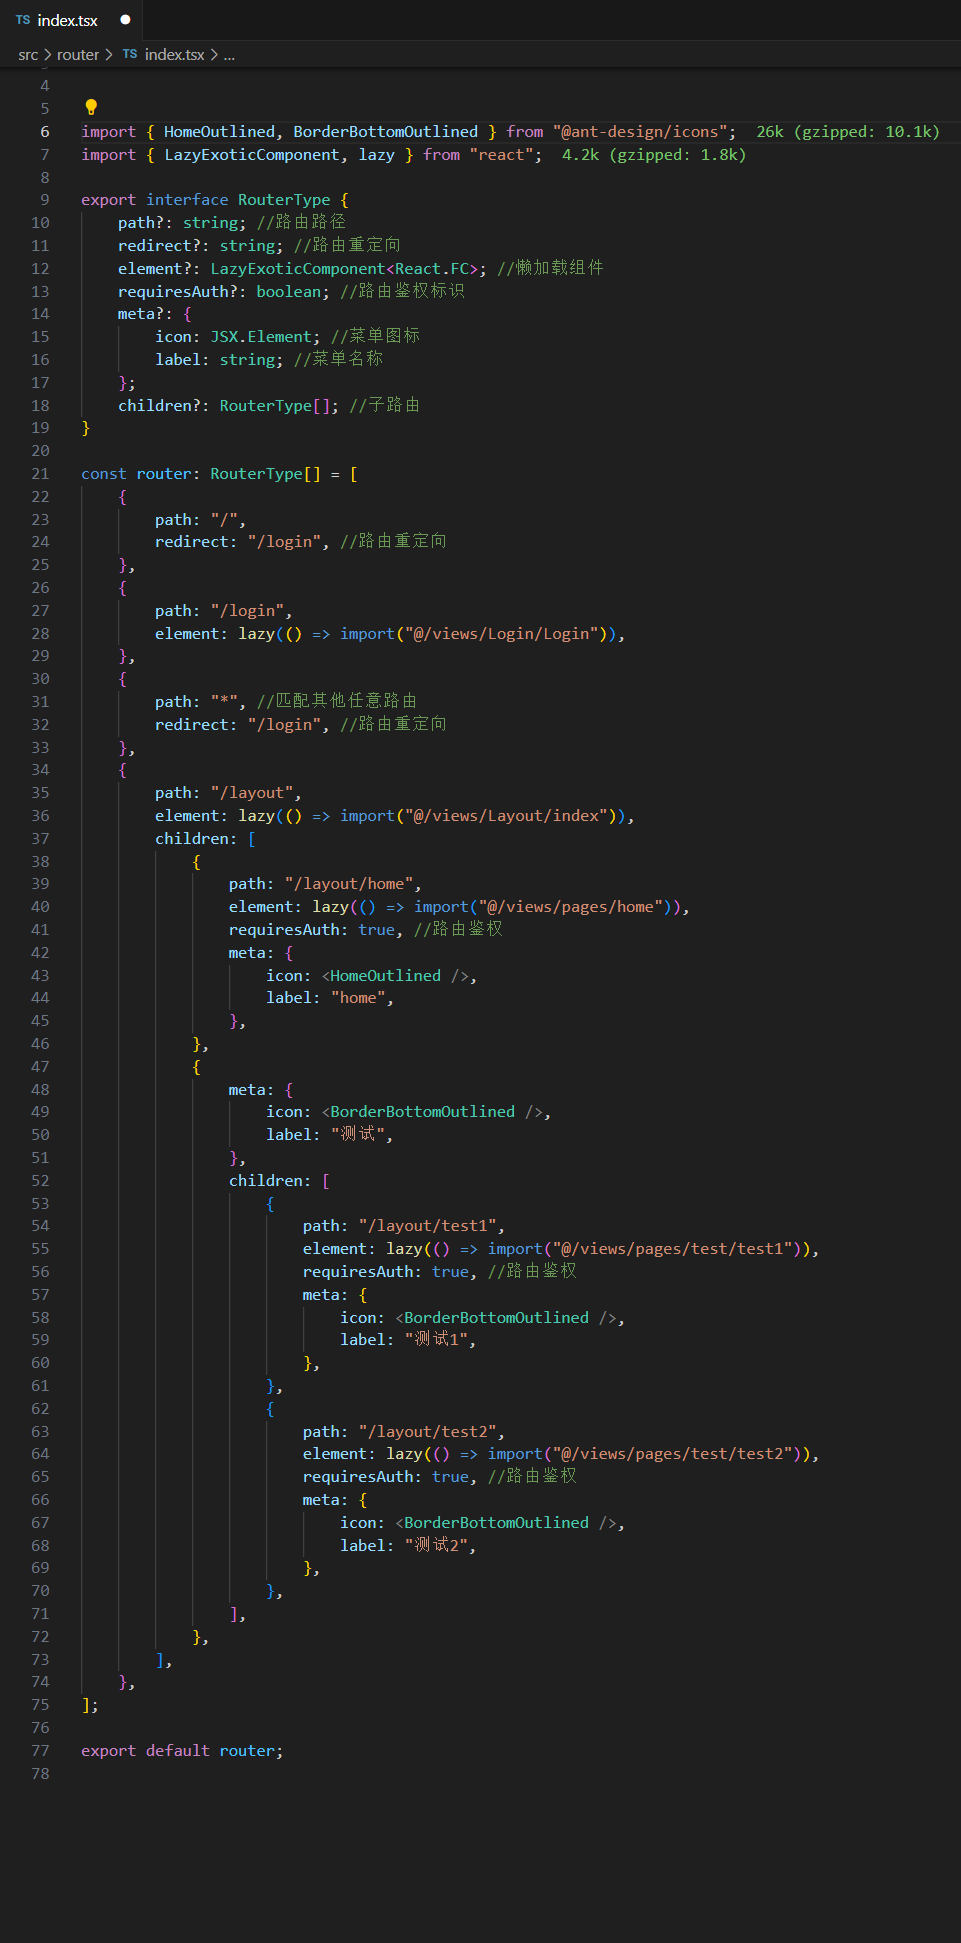 TS index.tsx ●
src > router > TS index.tsx > ...
4
5
6 import { HomeOutlined, BorderBottomOutlined } from "@ant-design/icons"; 26k (gzipped: 10.1k)
7 import { LazyExoticComponent, lazy } from "react"; 4.2k (gzipped: 1.8k)
8
9 export interface RouterType {
10 path?: string; //路由路径
11 redirect?: string; //路由重定向
12 element?: LazyExoticComponent<React.FC>; //懒加载组件
13 requiresAuth?: boolean; //路由鉴权标识
14 meta?: {
15 icon: JSX.Element; //菜单图标
16 label: string; //菜单名称
17 };
18 children?: RouterType[]; //子路由
19 }
20
21 const router: RouterType[] = [
22 {
23 path: "/",
24 redirect: "/login", //路由重定向
25 },
26 {
27 path: "/login",
28 element: lazy(() => import("@/views/Login/Login")),
29 },
30 {
31 path: "*", //匹配其他任意路由
32 redirect: "/login", //路由重定向
33 },
34 {
35 path: "/layout",
36 element: lazy(() => import("@/views/Layout/index")),
37 children: [
38 {
39 path: "/layout/home",
40 element: lazy(() => import("@/views/pages/home")),
41 requiresAuth: true, //路由鉴权
42 meta: {
43 icon: <HomeOutlined />,
44 label: "home",
45 },
46 },
47 {
48 meta: {
49 icon: <BorderBottomOutlined />,
50 label: "测试",
51 },
52 children: [
53 {
54 path: "/layout/test1",
55 element: lazy(() => import("@/views/pages/test/test1")),
56 requiresAuth: true, //路由鉴权
57 meta: {
58 icon: <BorderBottomOutlined />,
59 label: "测试1",
60 },
61 },
62 {
63 path: "/layout/test2",
64 element: lazy(() => import("@/views/pages/test/test2")),
65 requiresAuth: true, //路由鉴权
66 meta: {
67 icon: <BorderBottomOutlined />,
68 label: "测试2",
69 },
70 },
71 ],
72 },
73 ],
74 },
75 ];
76
77 export default router;
78